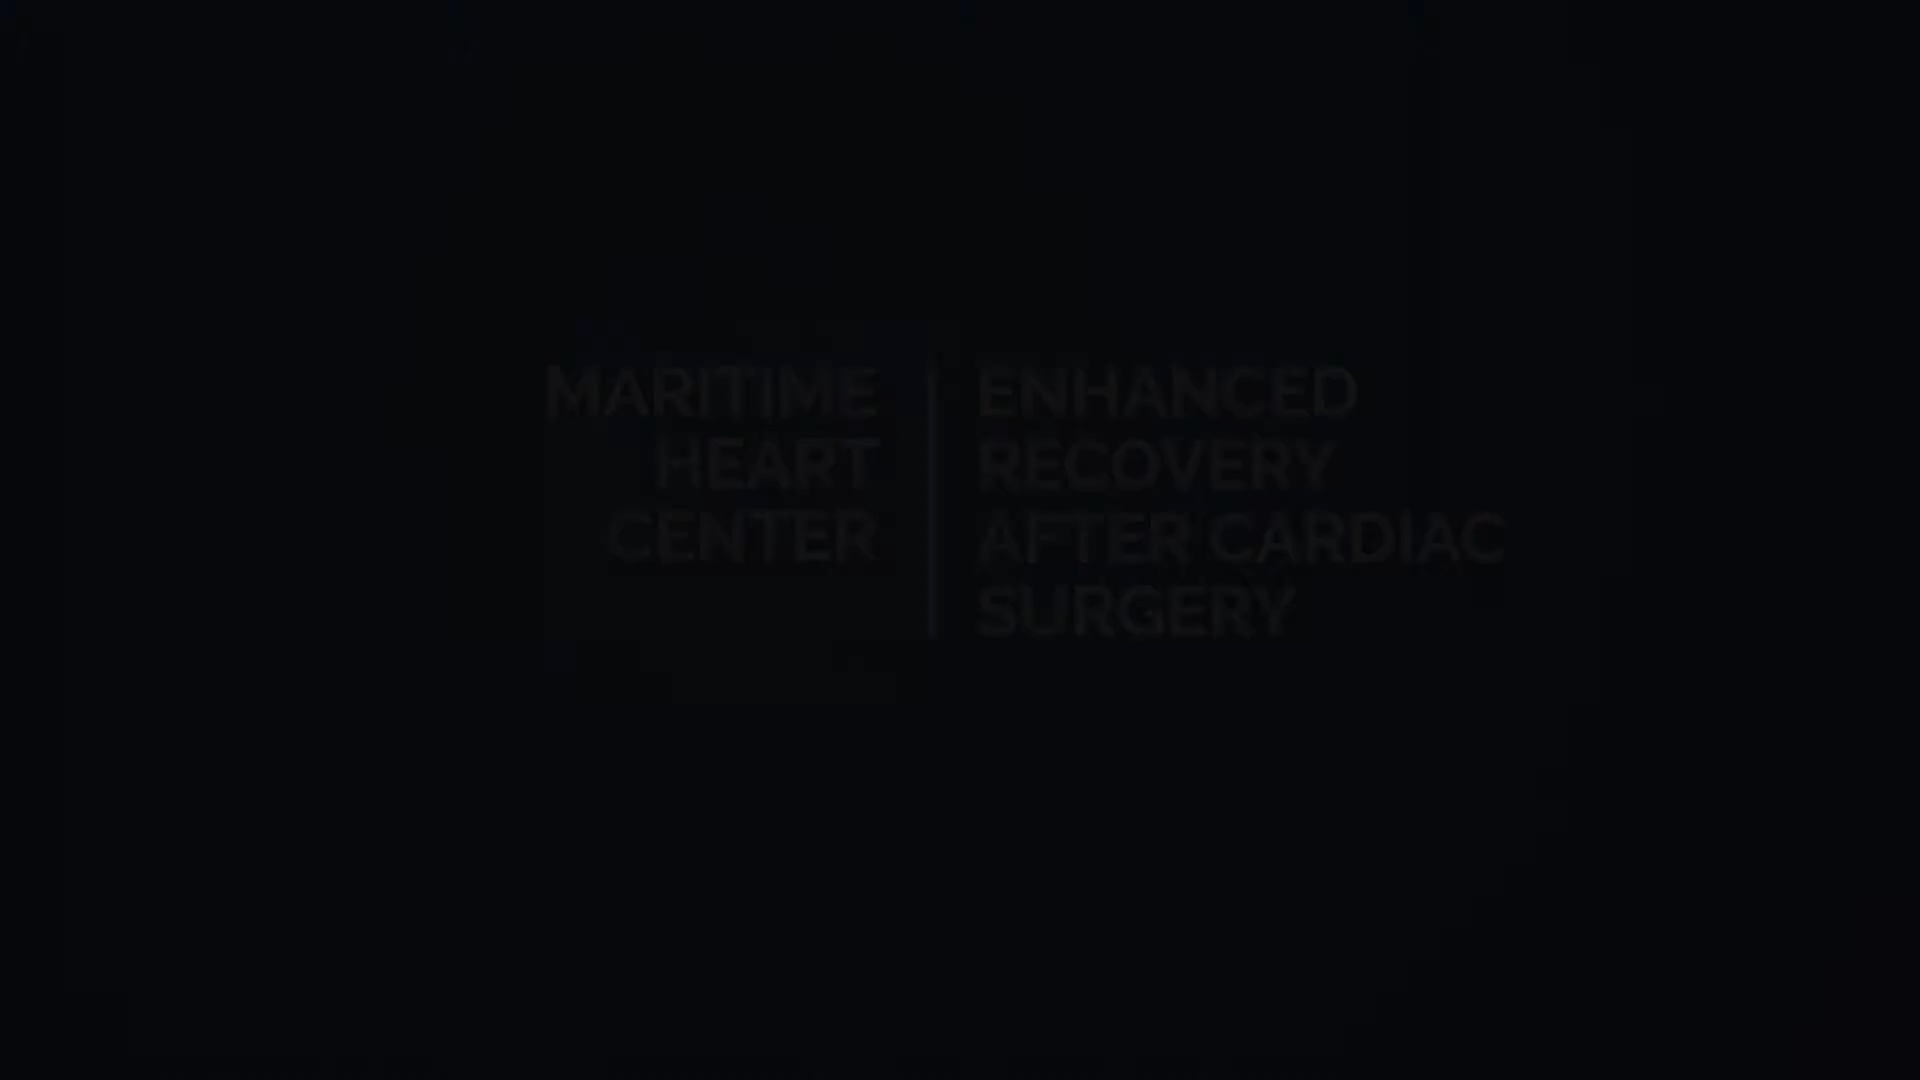 MARITIME
HEART
CENTER
ENHANCED
RECOVERY
AFTER CARDIAC
SURGERY